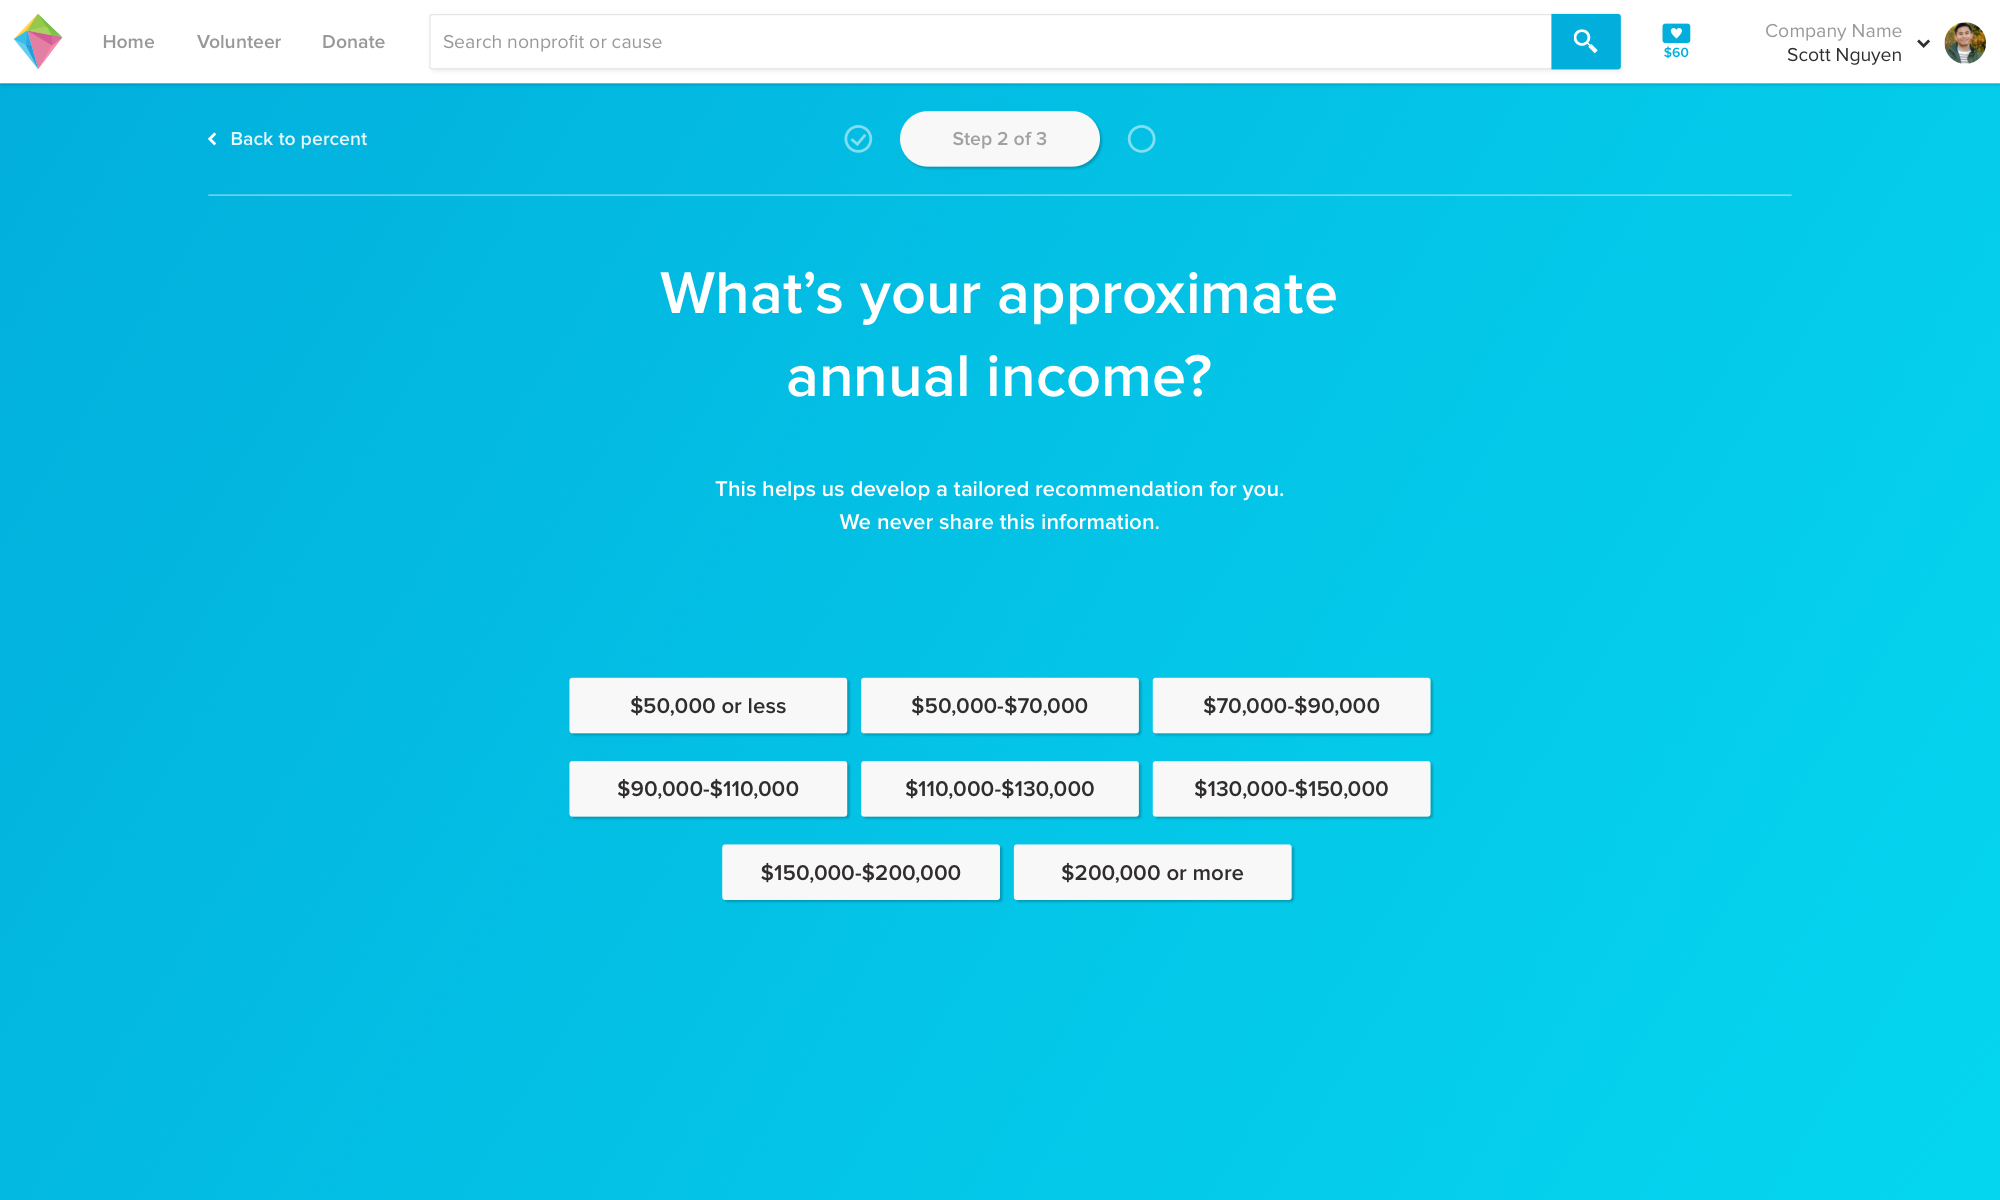 Home
Volunteer
Donate
Search nonprofit or cause
$60
Company Name
Scott Nguyen
Back to percent
Step 2 of 3
What’s your approximate
annual income?
This helps us develop a tailored recommendation for you.
We never share this information.
$50,000 or less
$50,000-$70,000
$70,000-$90,000
$90,000-$110,000
$110,000-$130,000
$130,000-$150,000
$150,000-$200,000
$200,000 or more